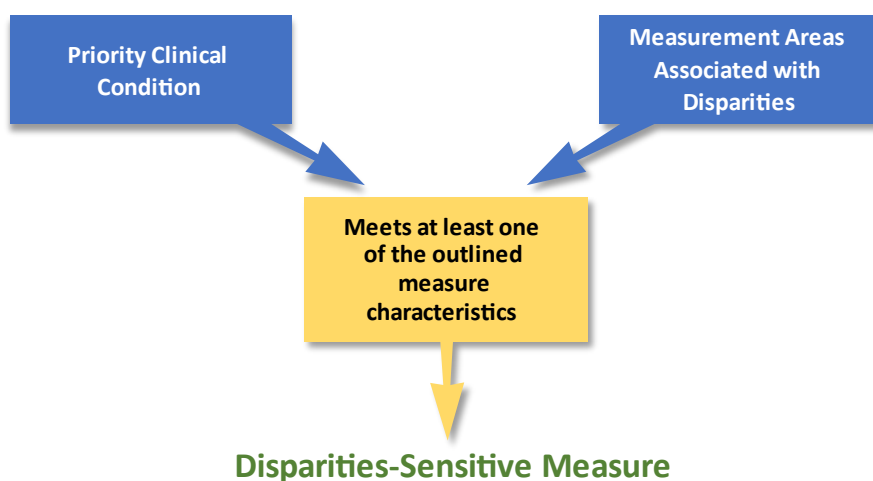 Priority Clinical
Condition
Measurement Areas
Associated with
Disparities
Meets at least one
of the outlined
measure
characteristics
Disparities-Sensitive Measure